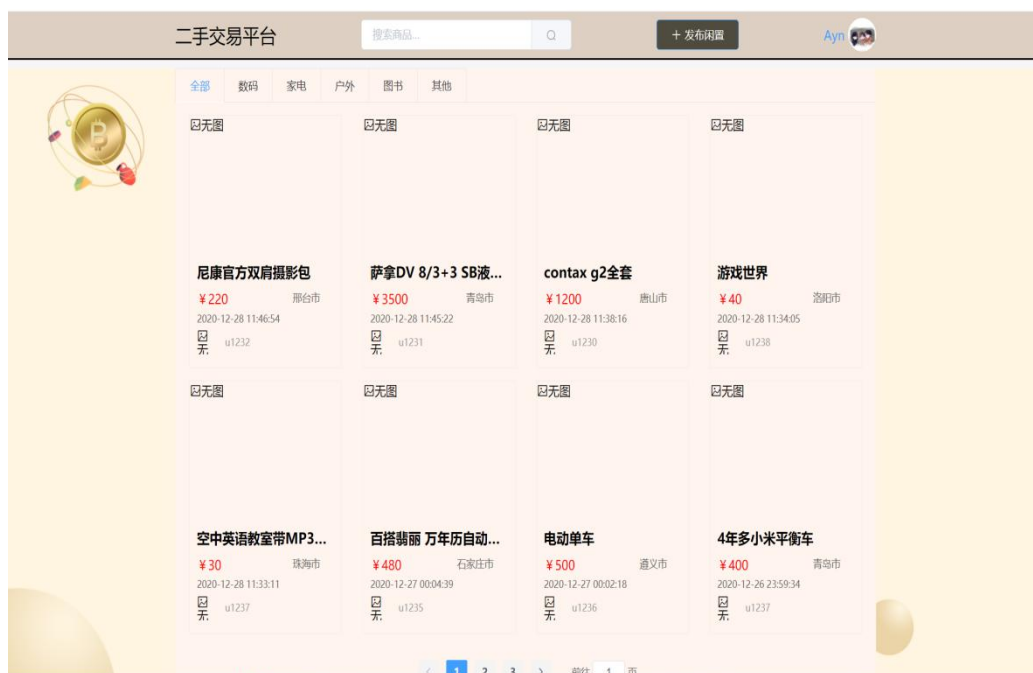 二手交易平台 搜索商品... + 发布闲置 Ayn
全部 数码 家电 户外 图书 其他
无图 无图 无图 无图
尼康官方双肩摄影包 萨拿DV 8/3+3 SB液... contax g2全套 游戏世界
¥220 邢台市 ¥3500 青岛市 ¥1200 唐山市 ¥40 洛阳市
2020-12-28 11:46:54 2020-12-28 11:45:22 2020-12-28 11:38:16 2020-12-28 11:34:05
无 u1232 无 u1231 无 u1230 无 u1238
无图 无图 无图 无图
空中英语教室带MP3... 百搭翡丽 万年历自动... 电动单车 4年多小米平衡车
¥30 珠海市 ¥480 石家庄市 ¥500 遵义市 ¥400 青岛市
2020-12-28 11:33:11 2020-12-27 00:04:39 2020-12-27 00:02:18 2020-12-26 23:59:34
无 u1237 无 u1235 无 u1236 无 u1237
1 2 3 前往 1 页